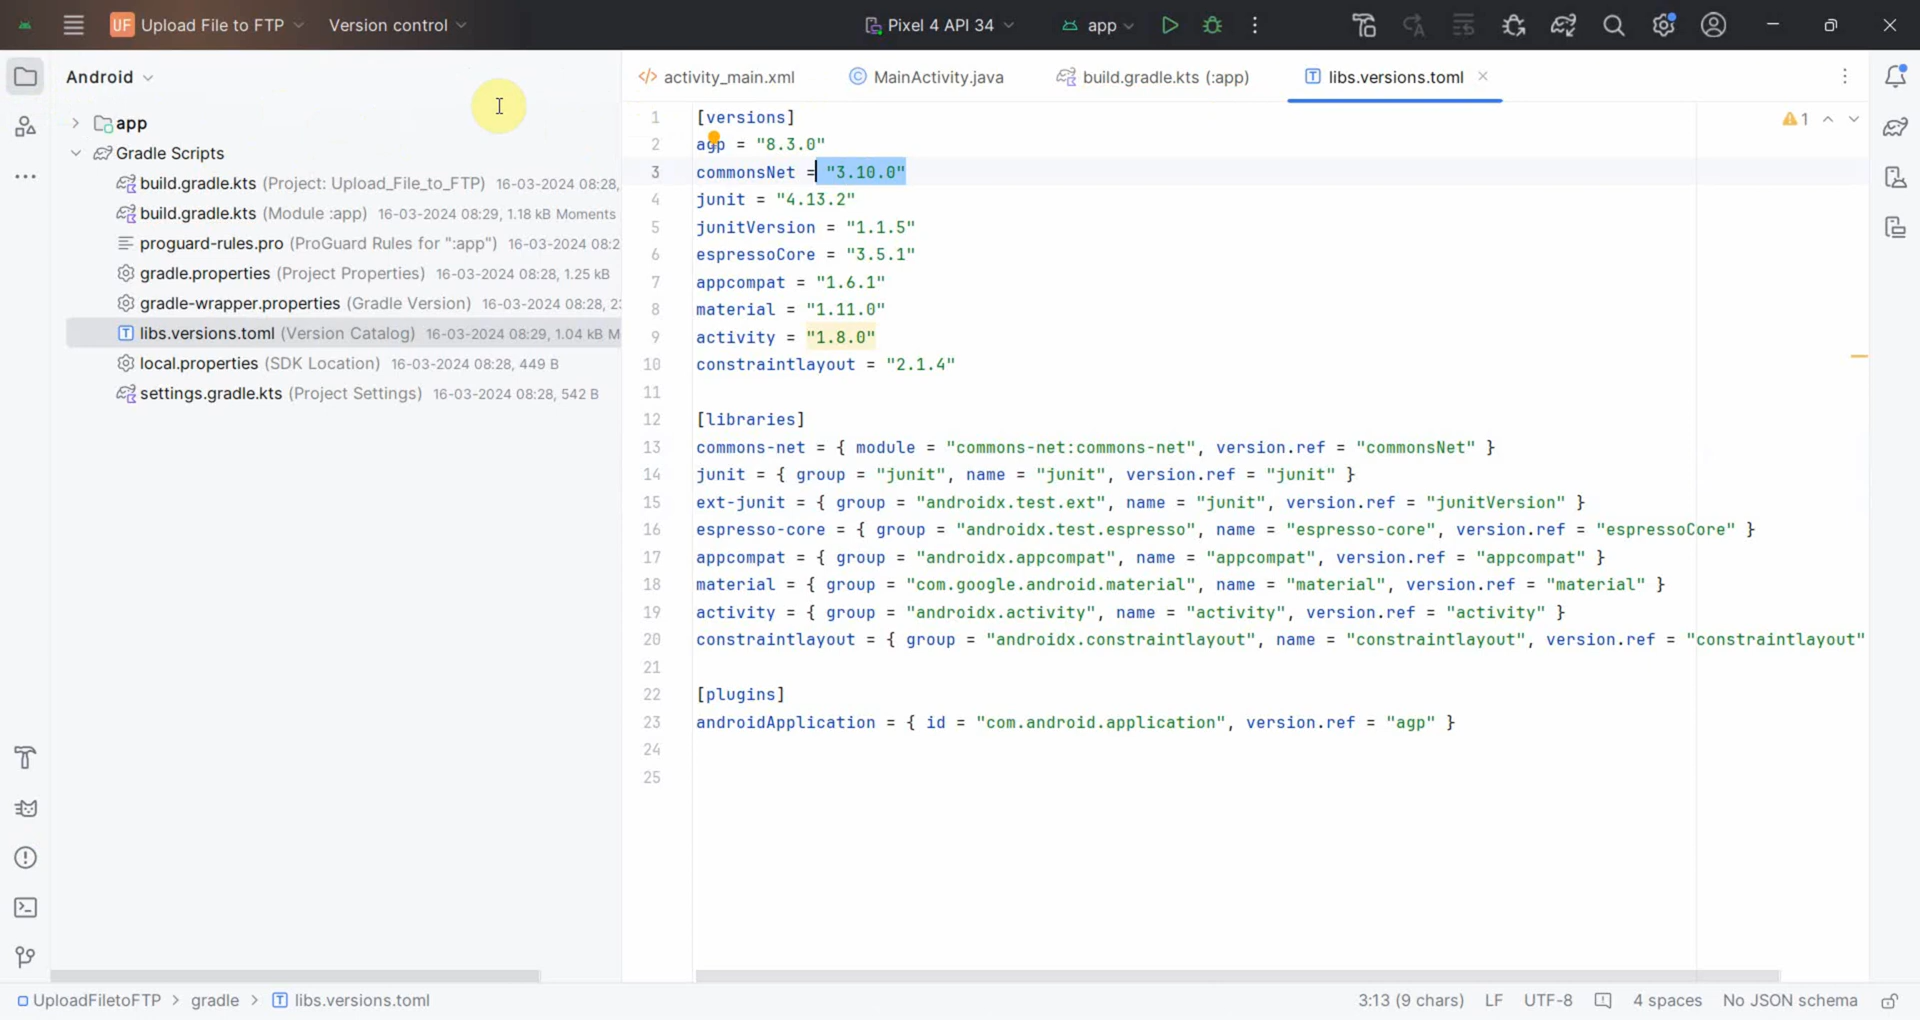 UF Upload File to FTP Version control Pixel 4 API 34 app
Android
activity_main.xml MainActivity.java build.gradle.kts (:app) libs.versions.toml
app
Gradle Scripts
build.gradle.kts (Project: Upload_File_to_FTP) 16-03-2024 08:28,
build.gradle.kts (Module :app) 16-03-2024 08:29, 1.18 kB Moments
proguard-rules.pro (ProGuard Rules for ":app") 16-03-2024 08:2
gradle.properties (Project Properties) 16-03-2024 08:28, 1.25 kB
gradle-wrapper.properties (Gradle Version) 16-03-2024 08:28, 23
libs.versions.toml (Version Catalog) 16-03-2024 08:29, 1.04 kB M
local.properties (SDK Location) 16-03-2024 08:28, 449 B
settings.gradle.kts (Project Settings) 16-03-2024 08:28, 542 B
1 [versions]
2 agp = "8.3.0"
3 commonsNet = "3.10.0"
4 junit = "4.13.2"
5 junitVersion = "1.1.5"
6 espressoCore = "3.5.1"
7 appcompat = "1.6.1"
8 material = "1.11.0"
9 activity = "1.8.0"
10 constraintlayout = "2.1.4"
11
12 [libraries]
13 commons-net = { module = "commons-net:commons-net", version.ref = "commonsNet" }
14 junit = { group = "junit", name = "junit", version.ref = "junit" }
15 ext-junit = { group = "androidx.test.ext", name = "junit", version.ref = "junitVersion" }
16 espresso-core = { group = "androidx.test.espresso", name = "espresso-core", version.ref = "espressoCore" }
17 appcompat = { group = "androidx.appcompat", name = "appcompat", version.ref = "appcompat" }
18 material = { group = "com.google.android.material", name = "material", version.ref = "material" }
19 activity = { group = "androidx.activity", name = "activity", version.ref = "activity" }
20 constraintlayout = { group = "androidx.constraintlayout", name = "constraintlayout", version.ref = "constraintlayout"
21
22 [plugins]
23 androidApplication = { id = "com.android.application", version.ref = "agp" }
24
25
1
UploadFiletoFTP > gradle > libs.versions.toml 3:13 (9 chars) LF UTF-8 4 spaces No JSON schema